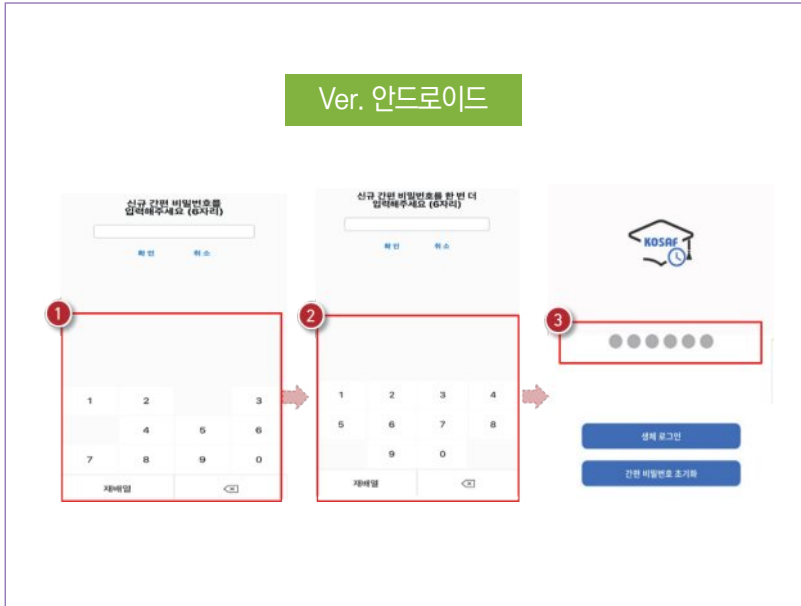 Ver. 안드로이드
신규 간편 비밀번호를
입력해주세요 (6자리)
확인 취소
1
1 2 3
4 5 6
7 8 9 0
재배열
신규 간편 비밀번호를 한 번 더
입력해주세요 (6자리)
확인 취소
2
1 2 3 4
5 6 7 8
9 0
재배열
KOSAF
3
생체 로그인
간편 비밀번호 초기화